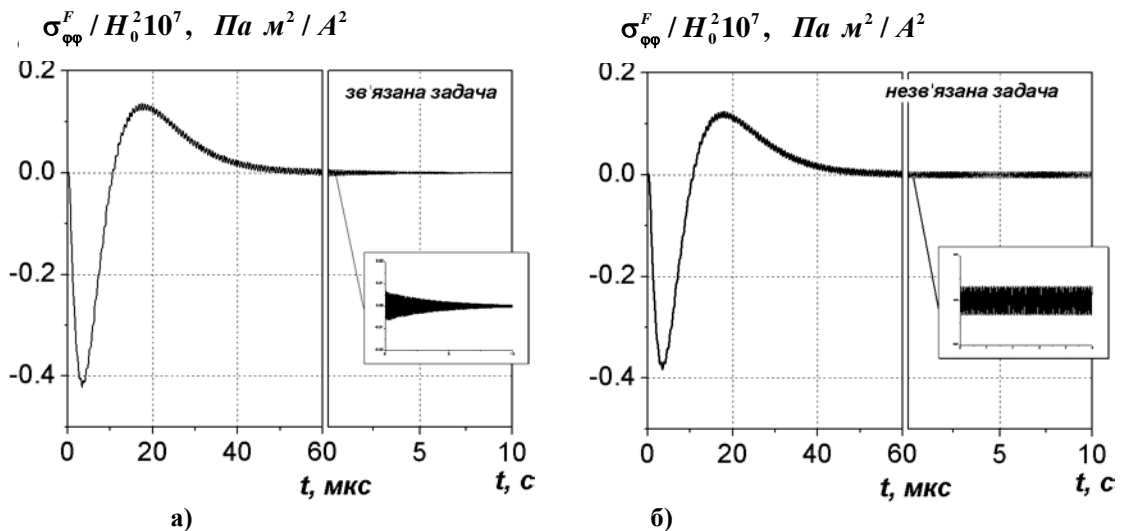 σ^F_φφ / H_0^2 10^7, Па м^2 / А^2
0.2
0.0
-0.2
-0.4
зв'язана задача
0 20 40 60 5 10
t, мкс
t, с
а)
σ^F_φφ / H_0^2 10^7, Па м^2 / А^2
0.2
0.0
-0.2
-0.4
незв'язана задача
0 20 40 60 5 10
t, мкс
t, с
б)